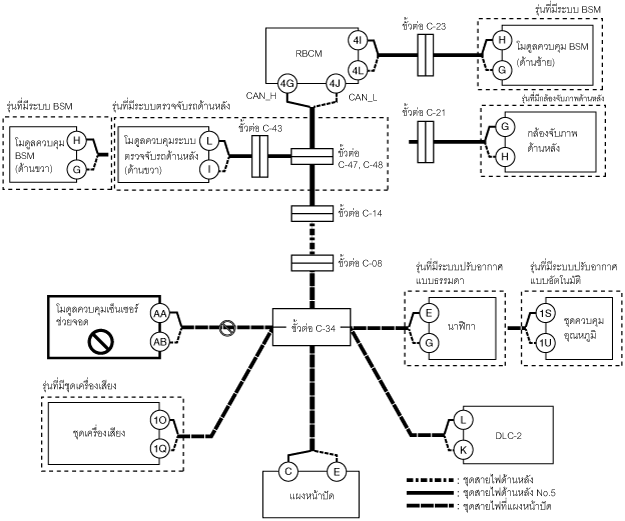 ขั้วต่อ C-23
รุ่นที่มีระบบ BSM
RBCM
4I
4L
H
G
โมดูลควบคุม BSM
(ด้านซ้าย)
4G
4J
CAN_H
CAN_L
รุ่นที่มีกล้องจับภาพด้านหลัง
รุ่นที่มีระบบ BSM
รุ่นที่มีระบบตรวจจับรถด้านหลัง
ขั้วต่อ C-43
ขั้วต่อ C-21
โมดูลควบคุม
BSM
(ด้านขวา)
H
G
โมดูลควบคุมระบบ
ตรวจจับรถด้านหลัง
(ด้านขวา)
L
I
ขั้วต่อ
C-47, C-48
G
H
กล้องจับภาพ
ด้านหลัง
ขั้วต่อ C-14
ขั้วต่อ C-08
รุ่นที่มีระบบปรับอากาศ
แบบธรรมดา
รุ่นที่มีระบบปรับอากาศ
แบบอัตโนมัติ
โมดูลควบคุมเซ็นเซอร์
ช่วยจอด
AA
AB
ขั้วต่อ C-34
E
G
นาฬิกา
1S
1U
ชุดควบคุม
อุณหภูมิ
รุ่นที่มีชุดเครื่องเสียง
ชุดเครื่องเสียง
1O
1Q
L
K
DLC-2
C
E
แผงหน้าปัด
: ชุดสายไฟด้านหลัง
: ชุดสายไฟด้านหลัง No.5
: ชุดสายไฟที่แผงหน้าปัด